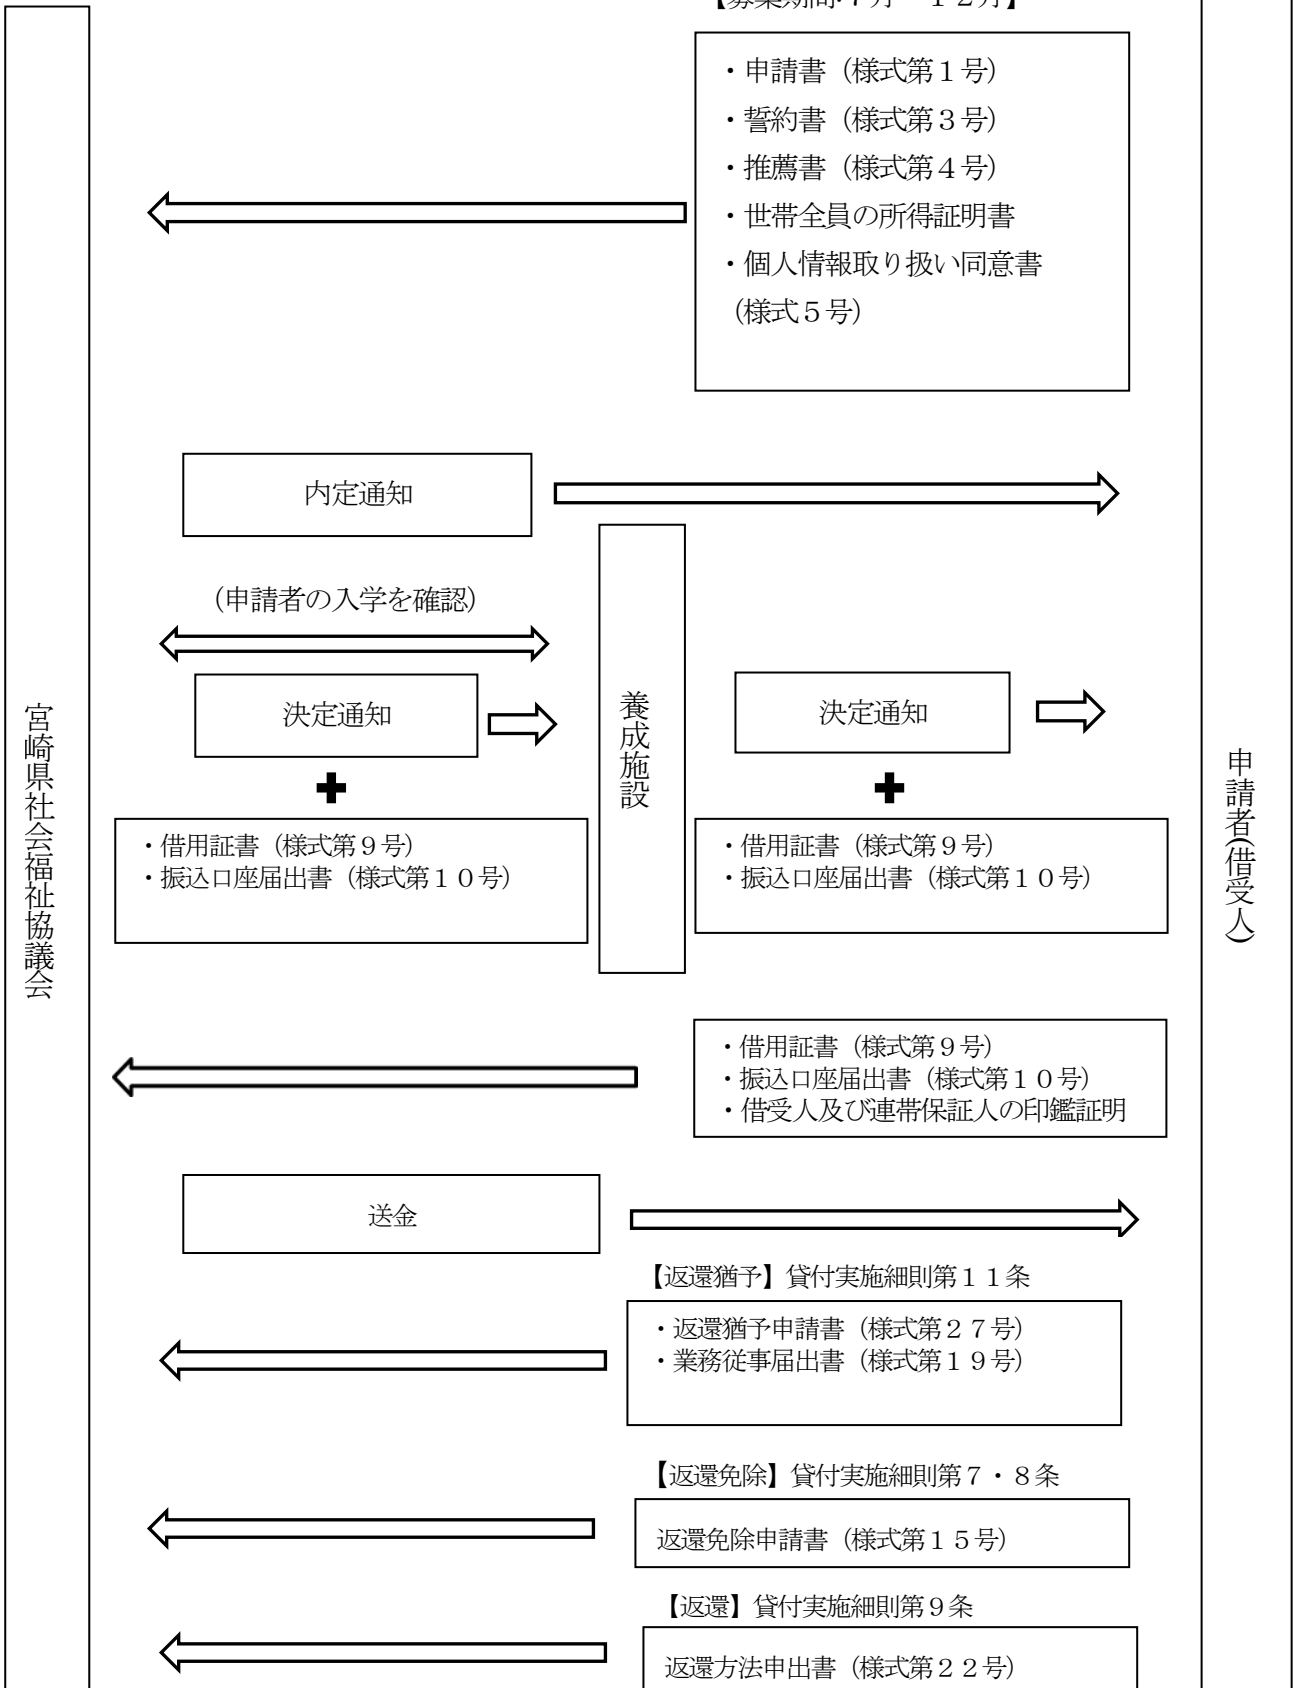 ・申請書（様式第１号）
・誓約書（様式第３号）
・推薦書（様式第４号）
・世帯全員の所得証明書
・個人情報取り扱い同意書
（様式５号）
内定通知
（申請者の入学を確認）
決定通知
・借用証書（様式第９号）
・振込口座届出書（様式第１０号）
養成施設
決定通知
・借用証書（様式第９号）
・振込口座届出書（様式第１０号）
宮崎県社会福祉協議会
申請者(借受人)
・借用証書（様式第９号）
・振込口座届出書（様式第１０号）
・借受人及び連帯保証人の印鑑証明
送金
【返還猶予】貸付実施細則第１１条
・返還猶予申請書（様式第２７号）
・業務従事届出書（様式第１９号）
【返還免除】貸付実施細則第７・８条
返還免除申請書（様式第１５号）
【返還】貸付実施細則第９条
返還方法申出書（様式第２２号）